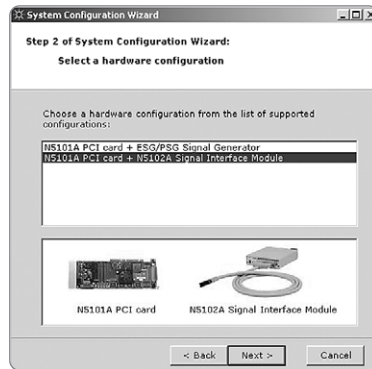 System Configuration Wizard
Step 2 of System Configuration Wizard:
Select a hardware configuration
Choose a hardware configuration from the list of supported
configurations:
N5101A PCI card + ESG/PSG Signal Generator
N5101A PCI card + N5102A Signal Interface Module
N5101A PCI card
N5102A Signal Interface Module
< Back
Next >
Cancel